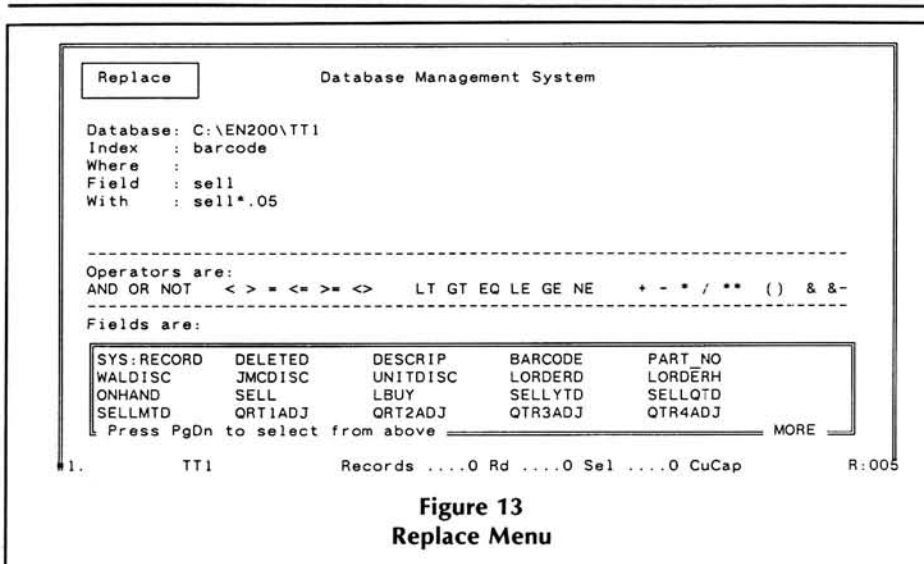 Replace Database Management System
Database: C:\EN200\TT1
Index : barcode
Where :
Field : sell
With : sell*.05
Operators are:
AND OR NOT < > = <= >= <> LT GT EQ LE GE NE + - * / ** () & &-
Fields are:
SYS:RECORD DELETED DESCRIP BARCODE PART_NO
WALDISC JMCDISC UNITDISC LORDERD LORDERH
ONHAND SELL LBUY SELLYTD SELLQTD
SELLMTD QRT1ADJ QRT2ADJ QTR3ADJ QTR4ADJ
Press PgDn to select from above MORE
1. TT1 Records ....0 Rd ....0 Sel ....0 CuCap R:005
Figure 13
Replace Menu